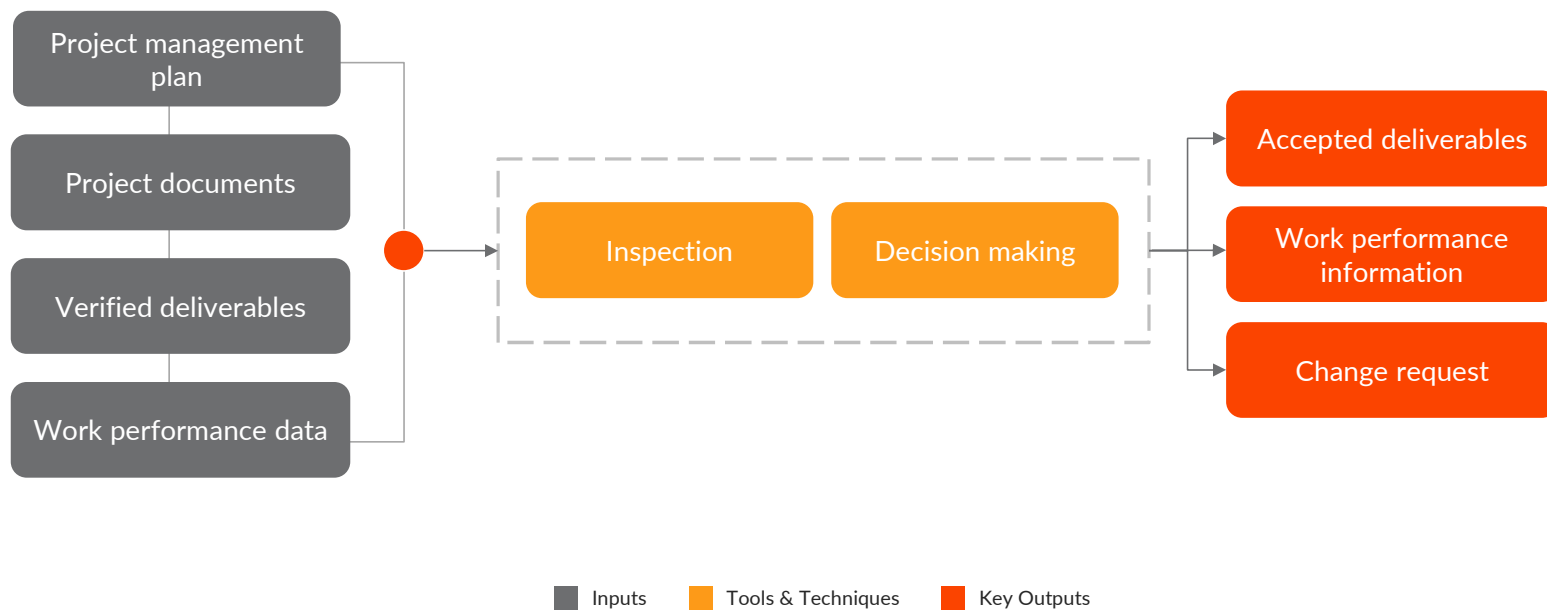 Project management
plan
Project documents
Verified deliverables
Work performance data
Inspection
Decision making
Accepted deliverables
Work performance
information
Change request
Inputs
Tools & Techniques
Key Outputs